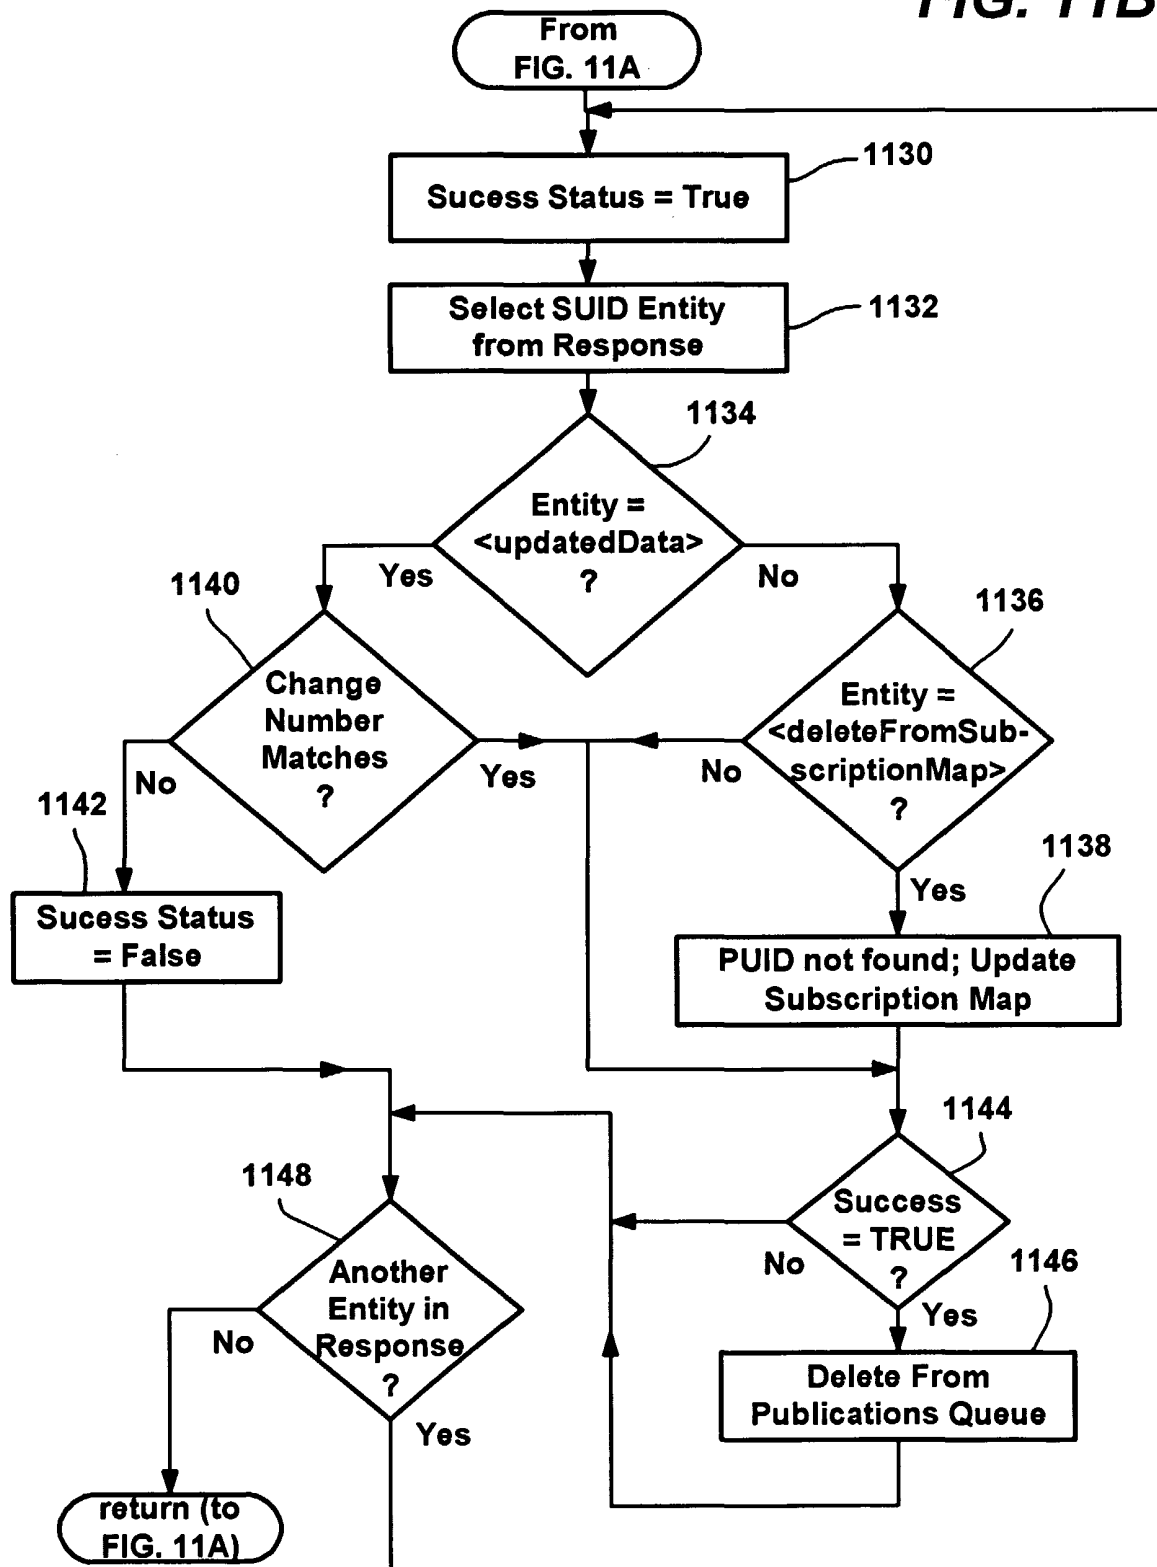 FIG. 11B
From
FIG. 11A
1130
Sucess Status = True
1132
Select SUID Entity
from Response
1134
Entity =
<updatedData>
?
Yes
No
1140
1136
Change
Number
Matches
?
Entity =
<deleteFromSub-
scriptionMap>
?
No
Yes
No
1142
1138
Yes
Sucess Status
= False
PUID not found; Update
Subscription Map
1144
1148
Success
= TRUE
?
No
1146
Yes
Another
Entity in
Response
?
No
Delete From
Publications Queue
Yes
return (to
FIG. 11A)